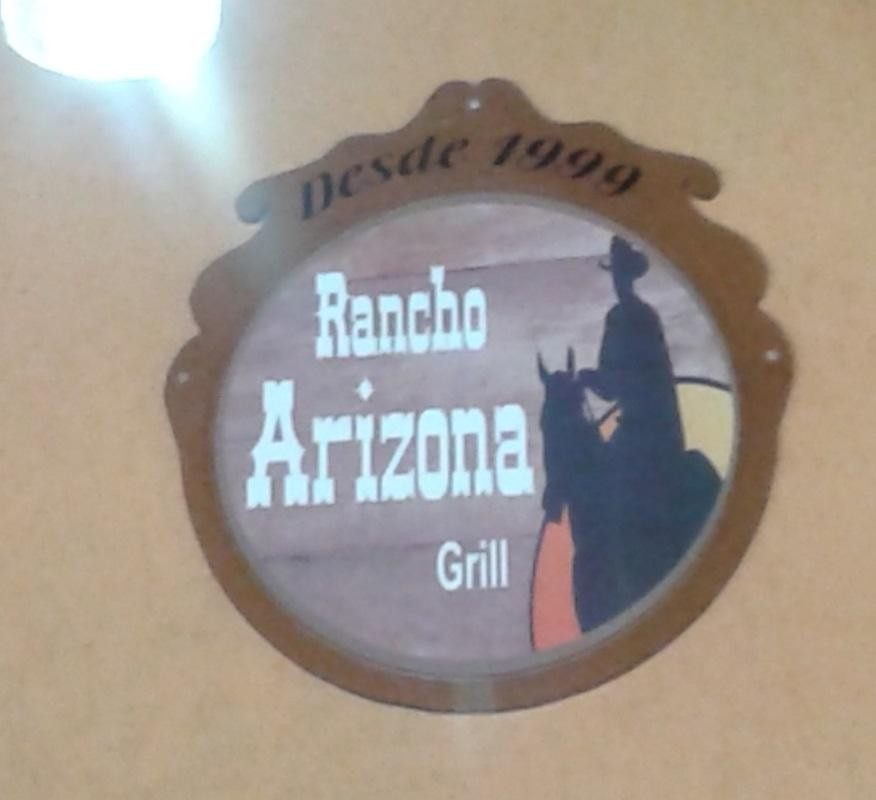 Desde 1999
Rancho
Arizona
Grill